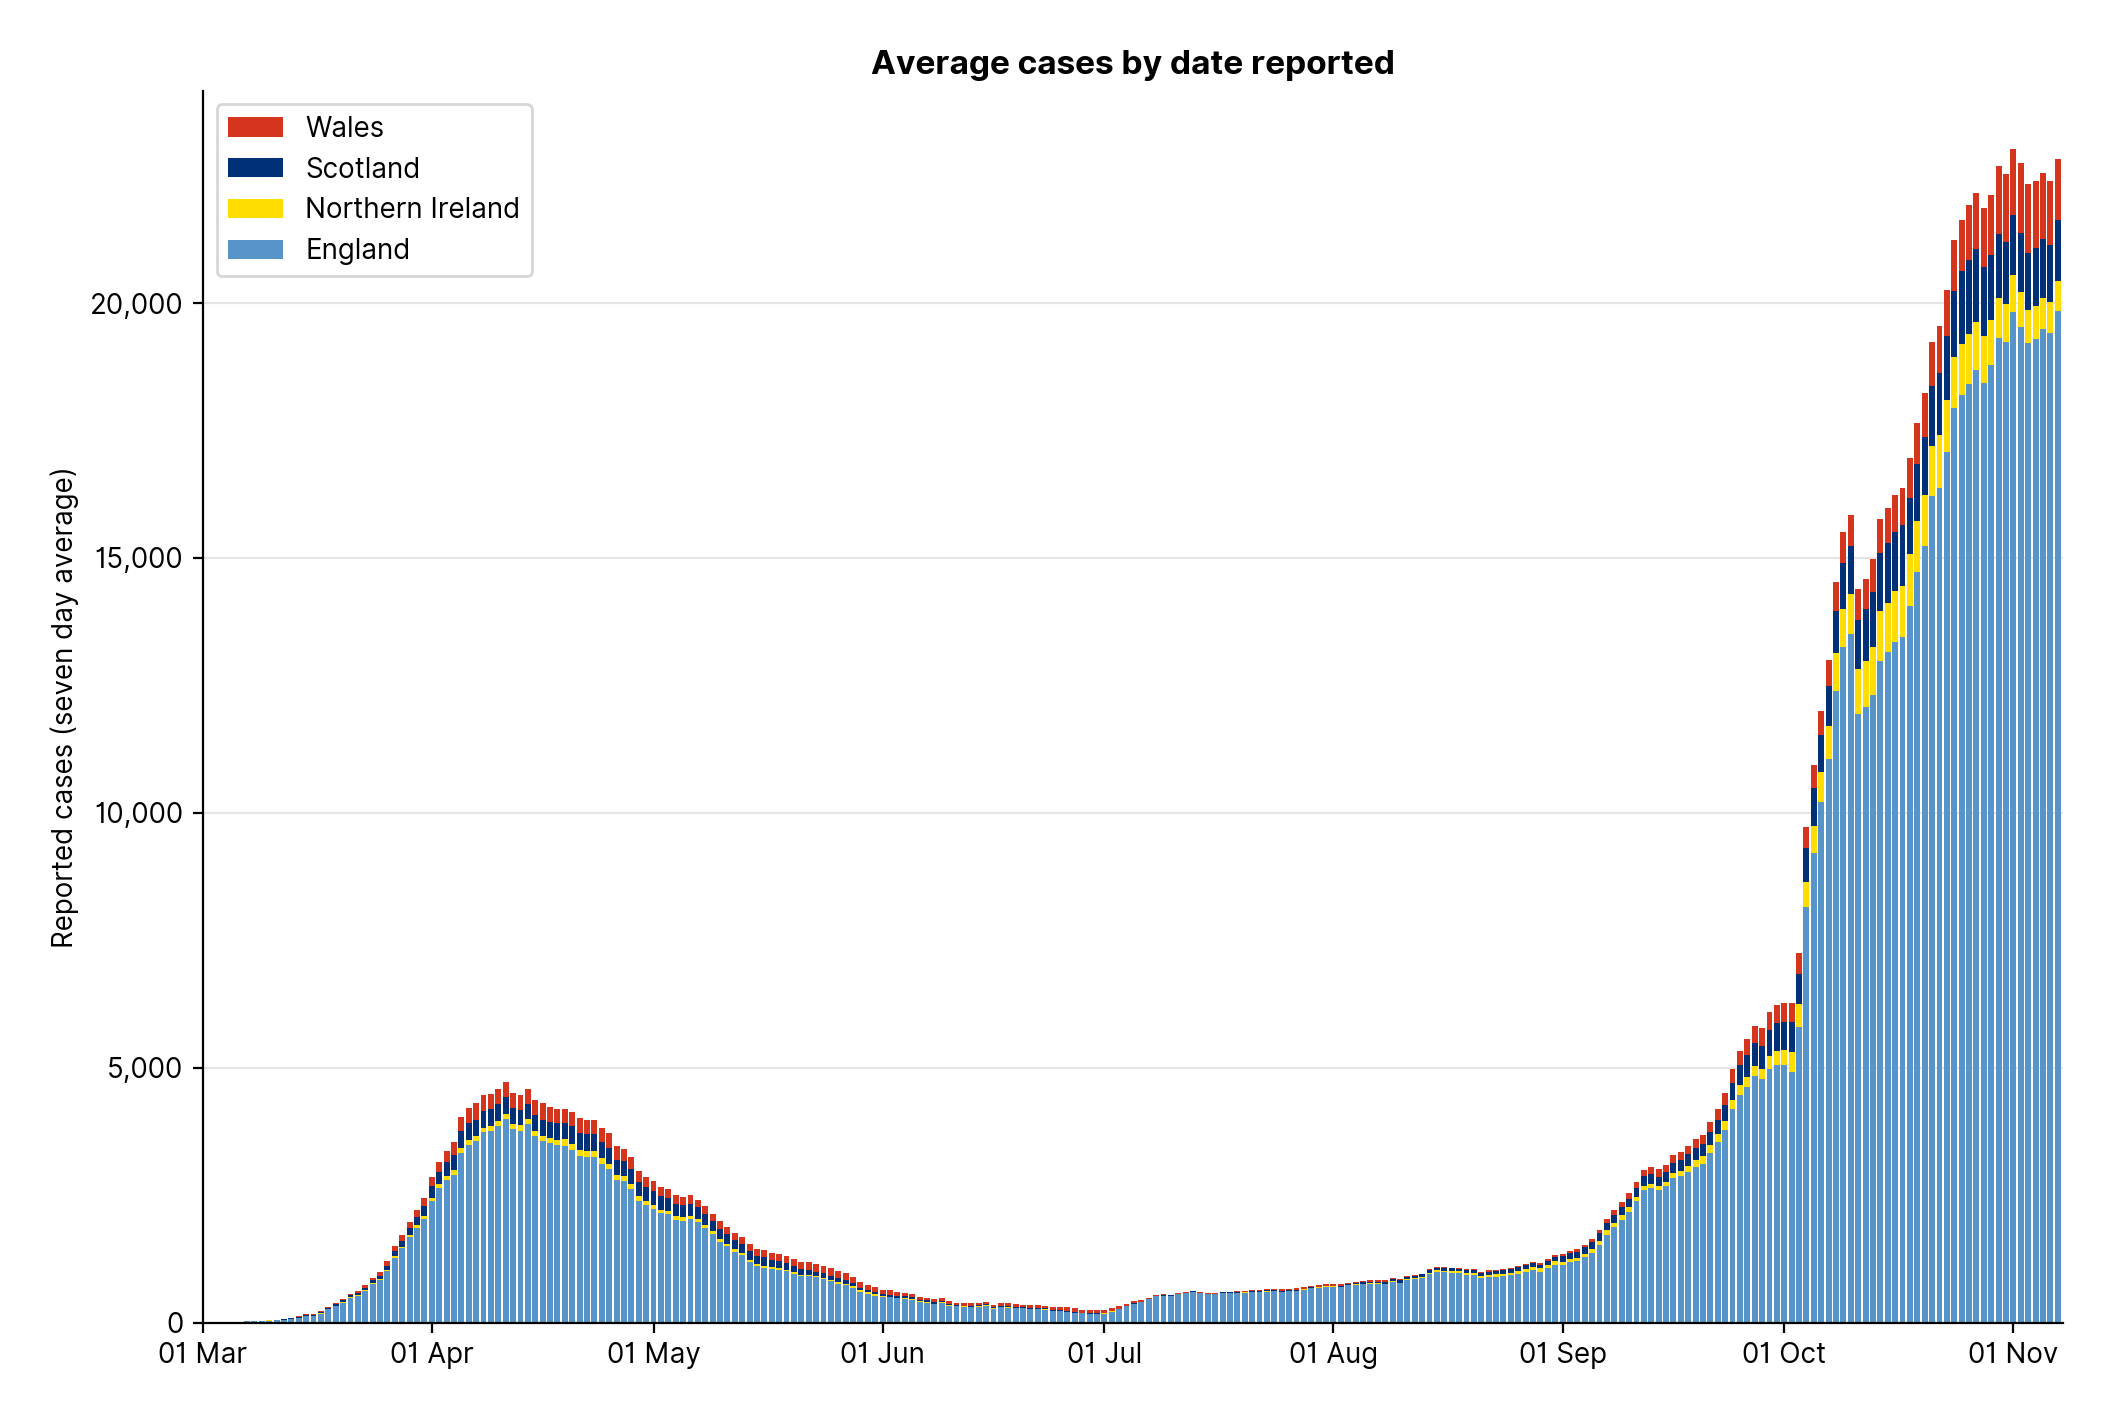 Average cases by date reported
Wales
Scotland
Northern Ireland
England
Reported cases (seven day average)
20,000
15,000
10,000
5,000
0
01 Mar
01 Apr
01 May
01 Jun
01 Jul
01 Aug
01 Sep
01 Oct
01 Nov